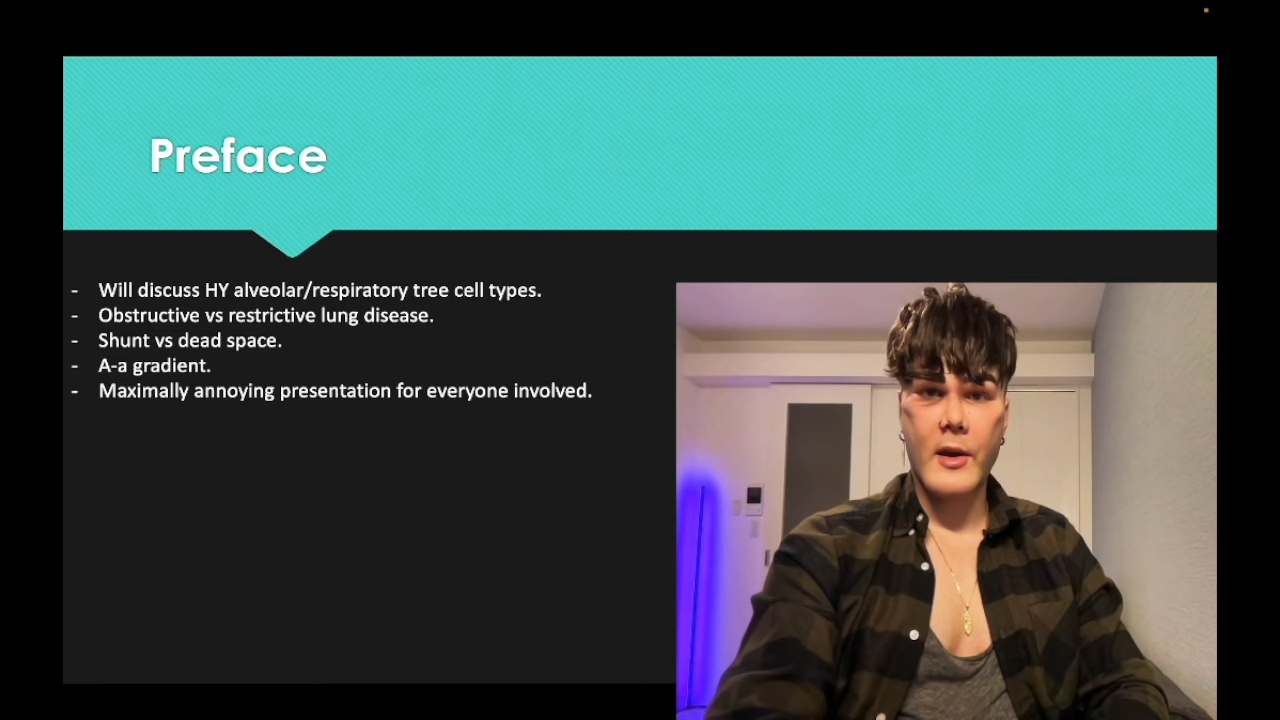 Preface
- Will discuss HY alveolar/respiratory tree cell types.
- Obstructive vs restrictive lung disease.
- Shunt vs dead space.
- A-a gradient.
- Maximally annoying presentation for everyone involved.